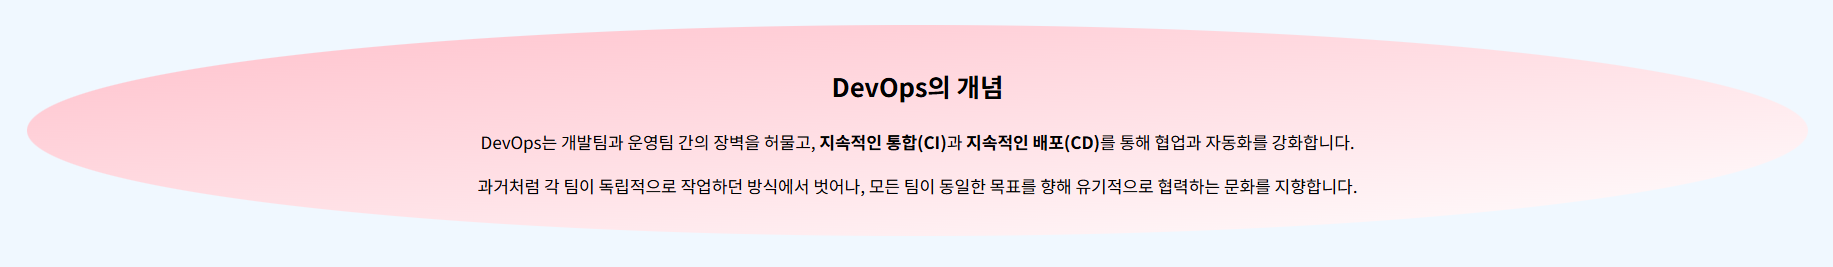 DevOps의 개념
DevOps는 개발팀과 운영팀 간의 장벽을 허물고, 지속적인 통합(CI)과 지속적인 배포(CD)를 통해 협업과 자동화를 강화합니다.
과거처럼 각 팀이 독립적으로 작업하던 방식에서 벗어나, 모든 팀이 동일한 목표를 향해 유기적으로 협력하는 문화를 지향합니다.